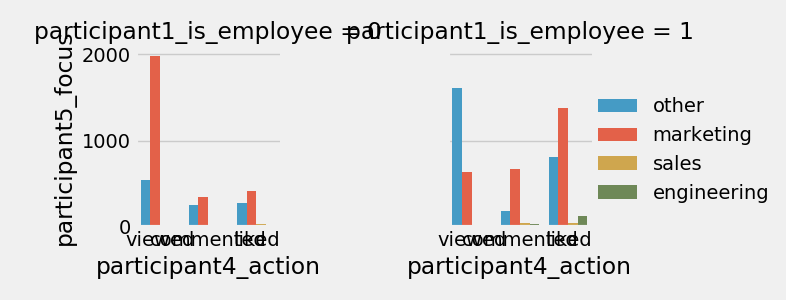 participant1_is_employee = 0
participant1_is_employee = 1
participant5_focus
2000
1000
0
viewed
commented
liked
viewed
commented
liked
participant4_action
participant4_action
other
marketing
sales
engineering